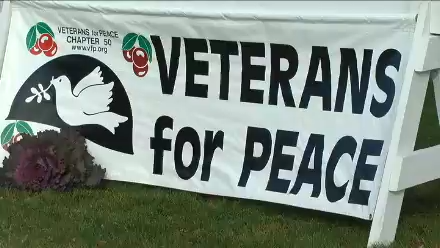 VETERANS for PEACE
CHAPTER 50
www.vfp.org
VETERANS
for PEACE